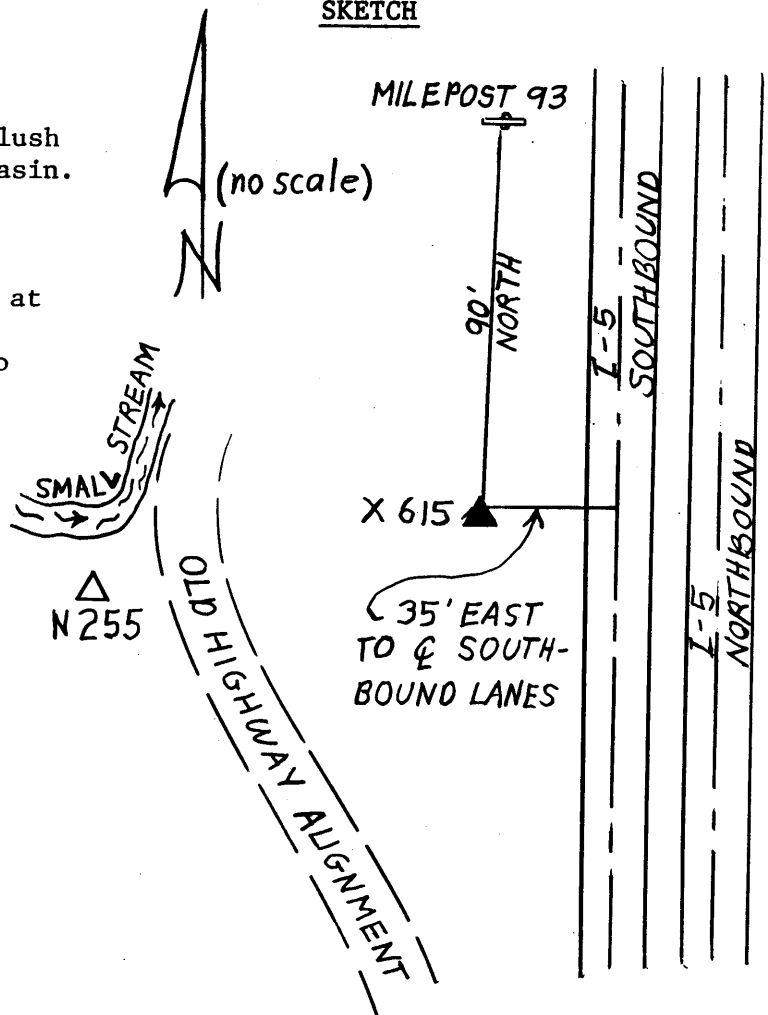 SKETCH
lush
asin.
at
MILEPOST 93
(no scale)
N
90' NORTH
I-5 SOUTHBOUND
SMALL STREAM
X 615
N 255
35' EAST
TO ℄ SOUTH-
BOUND LANES
I-5 NORTHBOUND
OLD HIGHWAY ALIGNMENT